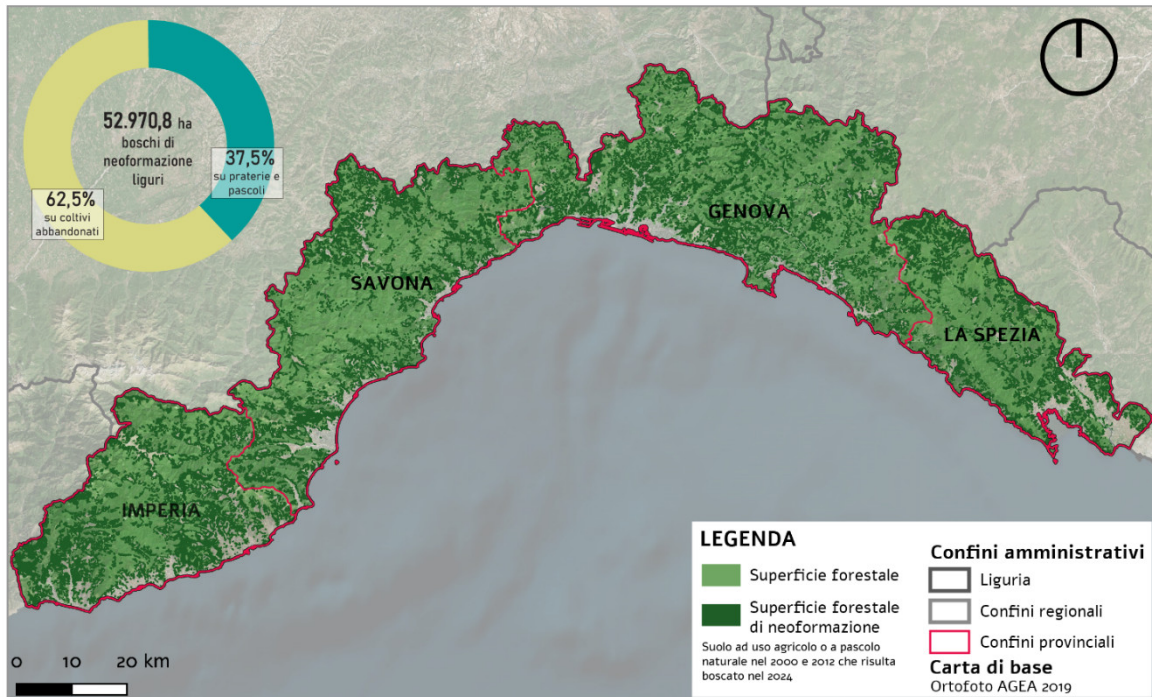 52.970,8 ha
boschi di
neoformazione
liguri
37,5%
su praterie e
pascoli
62,5%
su coltivi
abbandonati
GENOVA
SAVONA
LA SPEZIA
IMPERIA
LEGENDA
Superficie forestale
Superficie forestale
di neoformazione
Suolo ad uso agricolo o a pascolo
naturale nel 2000 e 2012 che risulta
boscato nel 2024
Confini amministrativi
Liguria
Confini regionali
Confini provinciali
Carta di base
Ortofoto AGEA 2019
0 10 20 km